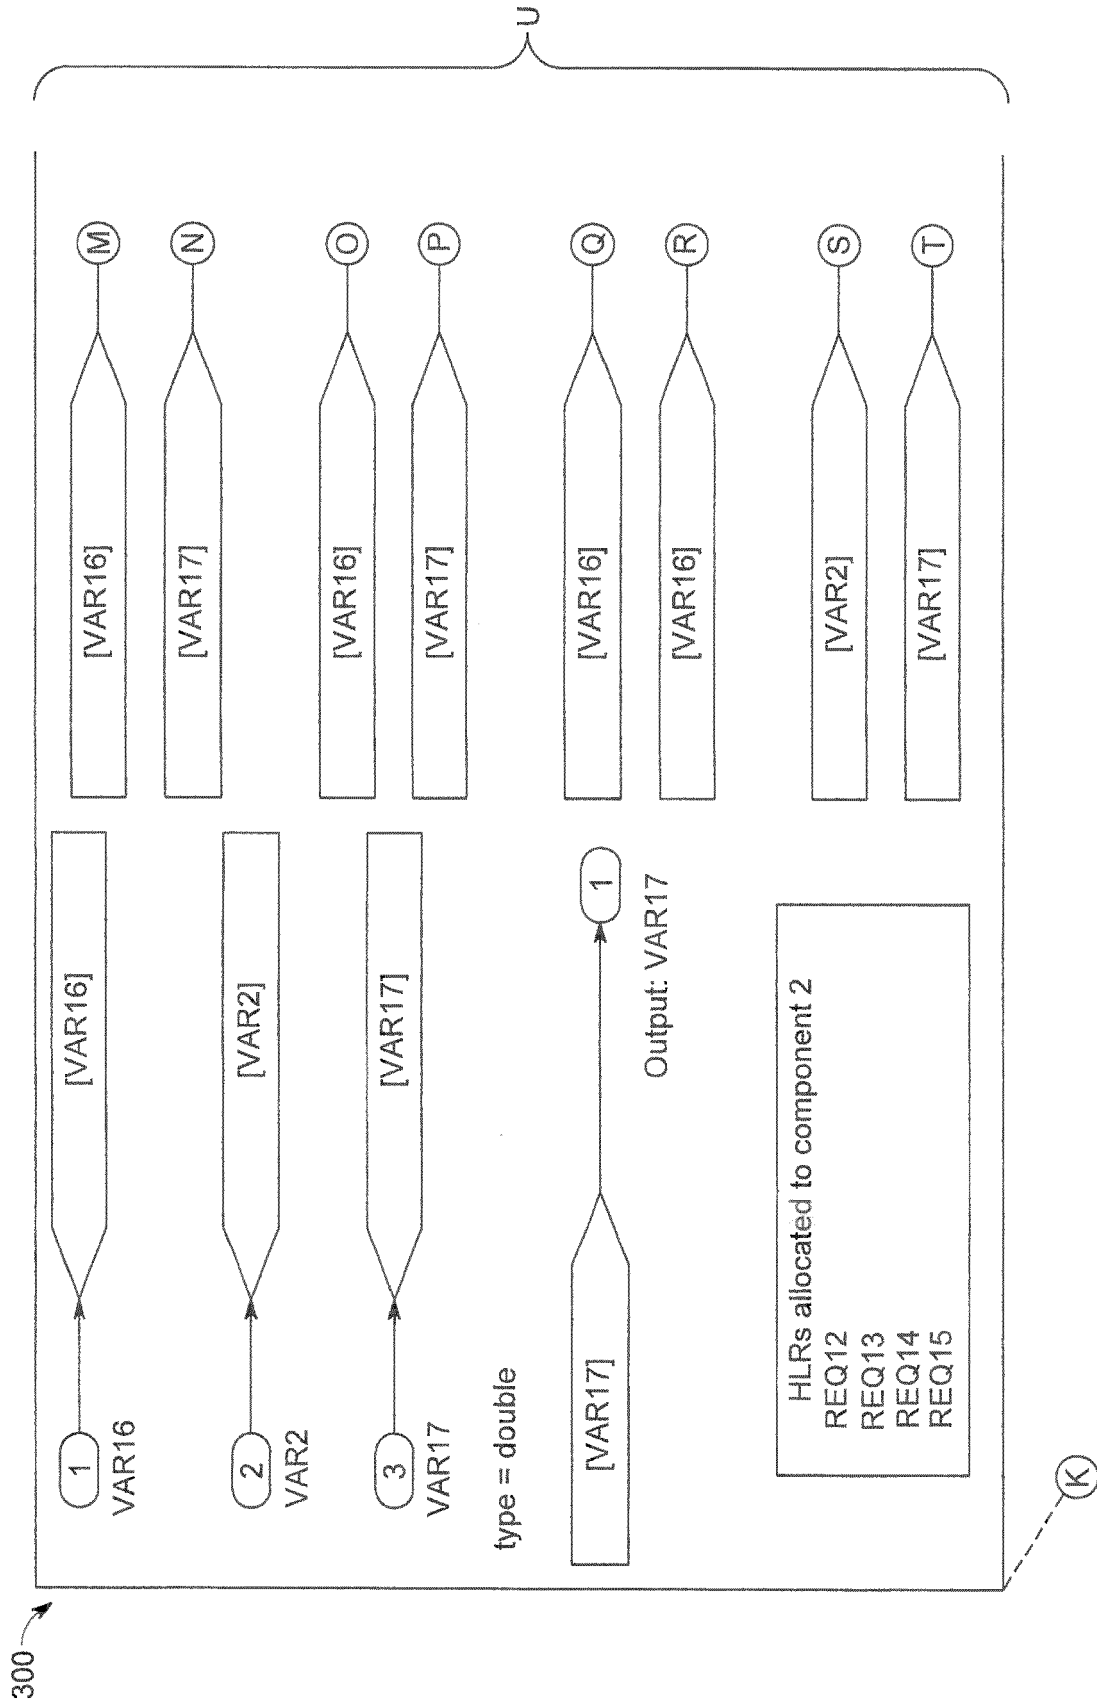 300
1
VAR16
[VAR16]
2
VAR2
[VAR2]
3
VAR17
[VAR17]
type = double
[VAR17]
1
Output: VAR17
HLRs allocated to component 2
REQ12
REQ13
REQ14
REQ15
[VAR16]
M
[VAR17]
N
[VAR16]
O
[VAR17]
P
[VAR16]
Q
[VAR16]
R
[VAR2]
S
[VAR17]
T
U
K